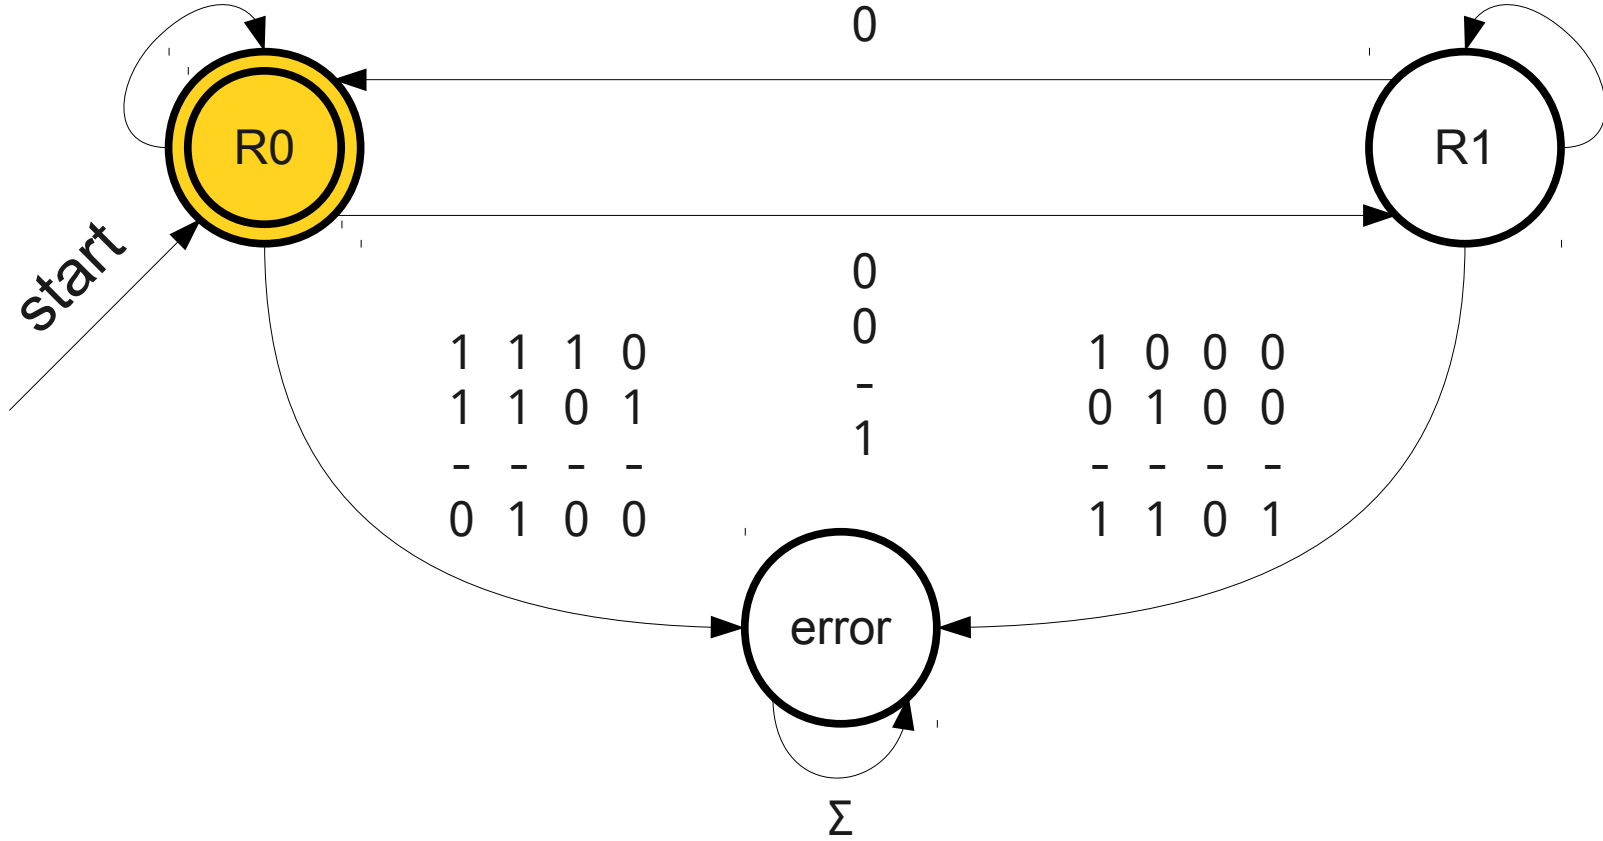 0
R0
R1
start
0
0
-
1
1 1 1 0
1 1 0 1
- - - -
0 1 0 0
1 0 0 0
0 1 0 0
- - - -
1 1 0 1
error
Σ